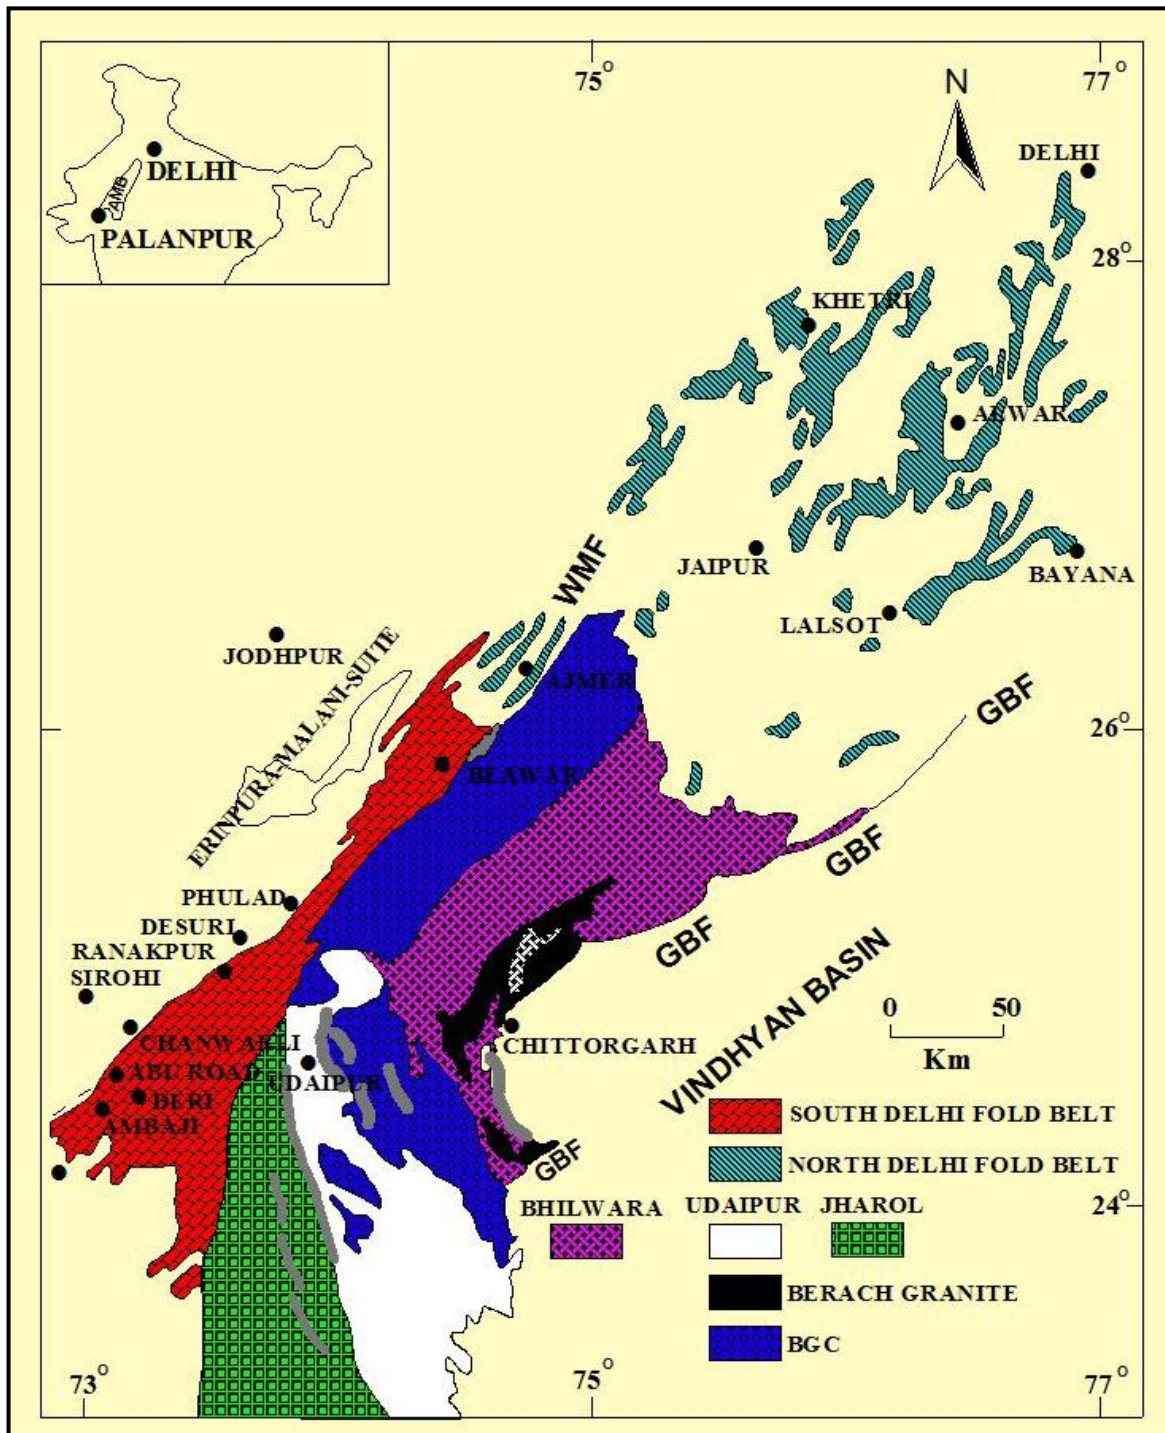 75°
77°
N
DELHI
DELHI
AMB
PALANPUR
28°
KHETRI
ALWAR
WMF
JAIPUR
BAYANA
LALSOT
JODHPUR
ERINPURA-MALANI-SUITE
AJMER
GBF
26°
BEAWAR
GBF
PHULAD
DESURI
GBF
RANAKPUR
SIROHI
VINDHYAN BASIN
0 50
Km
CHANWARLI
CHITTORGARH
ABU ROAD
UDAIPUR
DERI
AMBAJI
SOUTH DELHI FOLD BELT
GBF
NORTH DELHI FOLD BELT
24°
BHILWARA UDAIPUR JHAROL
BERACH GRANITE
BGC
73°
75°
77°